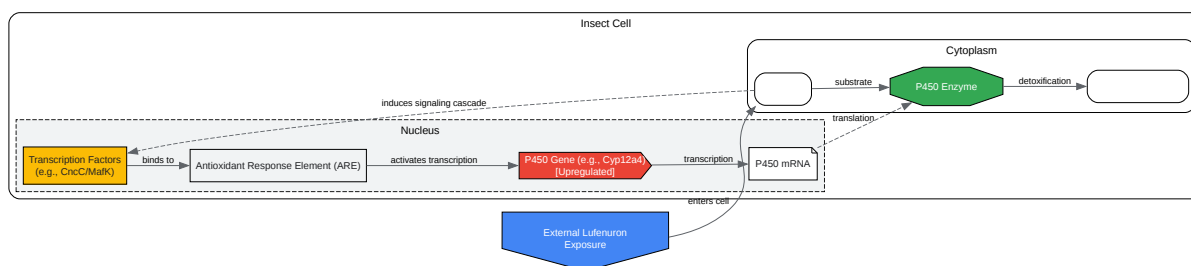 Insect Cell
Cytoplasm
substrate
P450 Enzyme
detoxification
induces signaling cascade
translation
Nucleus
Transcription Factors
(e.g., CncC/MafK)
binds to
Antioxidant Response Element (ARE)
activates transcription
P450 Gene (e.g., Cyp12a4)
[Upregulated]
transcription
P450 mRNA
enters cell
External Lufenuron
Exposure